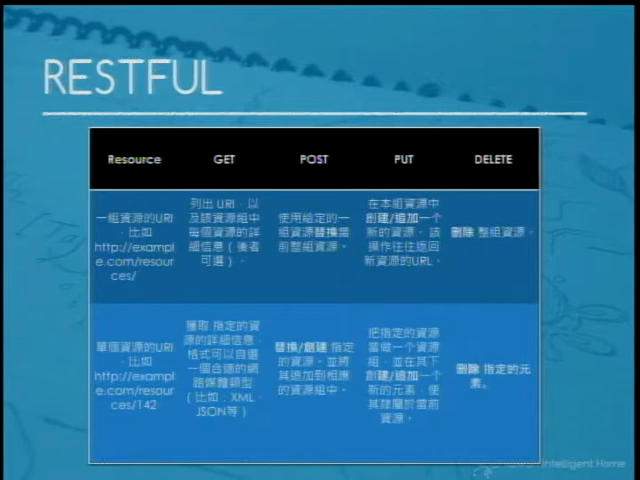 RESTFUL
Resource
GET
POST
PUT
DELETE
一組資源的URI
，比如
http://exampl
e.com/resour
ces/
列出 URI，以
及該資源組中
每個資源的詳
細信息（後者
可選）。
使用給定的一
組資源替換當
前整組資源。
在本組資源中
創建/追加一个
新的資源。 該
操作往往返回
新資源的URL。
刪除 整組資源。
單個資源的URI
，比如
http://exampl
e.com/resour
ces/142
獲取 指定的資
源的詳細信息，
格式可以自選
一個合適的網
路媒體類型
（比如：XML、
JSON等）
替換/創建 指定
的資源。並將
其追加到相應
的資源組中。
把指定的資源
當做一个資源
組，並在其下
創建/追加一个
新的元素，使
其隸屬於當前
資源。
刪除 指定的元
素。
Intelligent Home